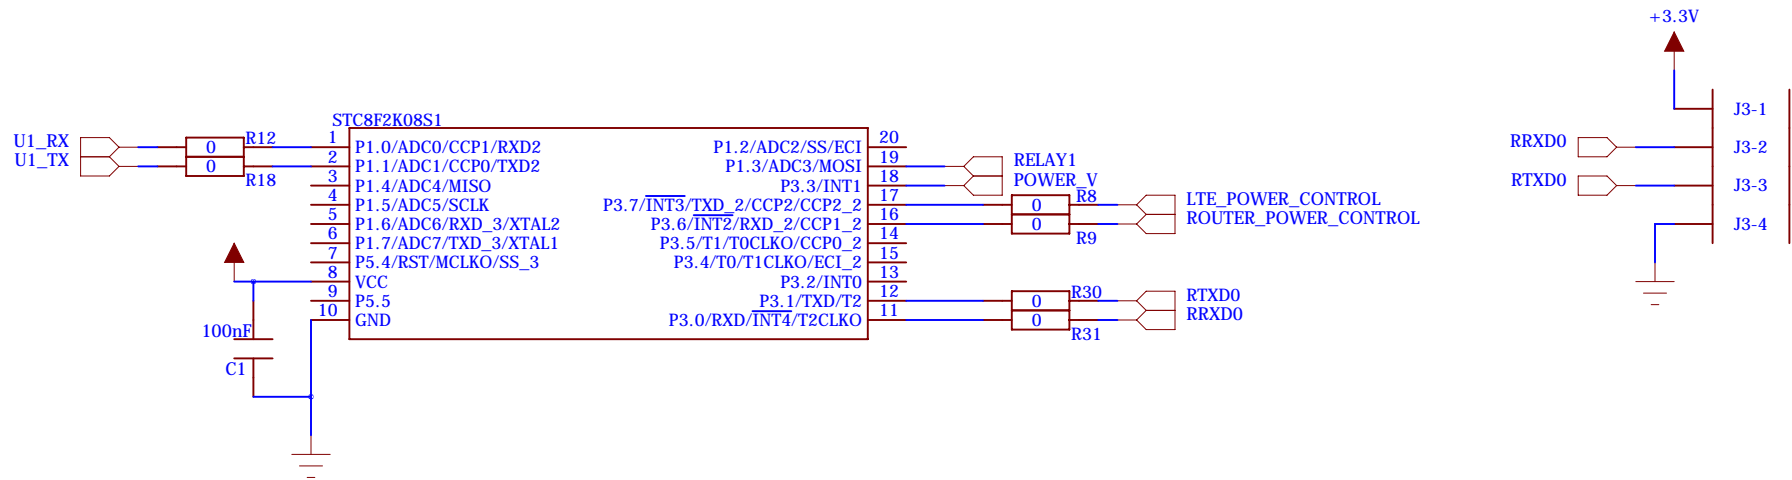 +3.3V
STC8F2K08S1
U1_RX
U1_TX
0
R12
0
R18
1
P1.0/ADC0/CCP1/RXD2
2
P1.1/ADC1/CCP0/TXD2
3
P1.4/ADC4/MISO
4
P1.5/ADC5/SCLK
5
P1.6/ADC6/RXD_3/XTAL2
6
P1.7/ADC7/TXD_3/XTAL1
7
P5.4/RST/MCLKO/SS_3
8
VCC
9
P5.5
10
GND
100nF
C1
P1.2/ADC2/SS/ECI
20
P1.3/ADC3/MOSI
19
RELAY1
P3.3/INT1
18
POWER_V
P3.7/INT3/TXD_2/CCP2/CCP2_2
17
0
R8
LTE_POWER_CONTROL
P3.6/INT2/RXD_2/CCP1_2
16
0
R9
ROUTER_POWER_CONTROL
P3.5/T1/T0CLKO/CCP0_2
14
P3.4/T0/T1CLKO/ECI_2
15
P3.2/INT0
13
P3.1/TXD/T2
12
0
R30
RTXD0
P3.0/RXD/INT4/T2CLKO
11
0
R31
RRXD0
J3-1
RRXD0
J3-2
RTXD0
J3-3
J3-4